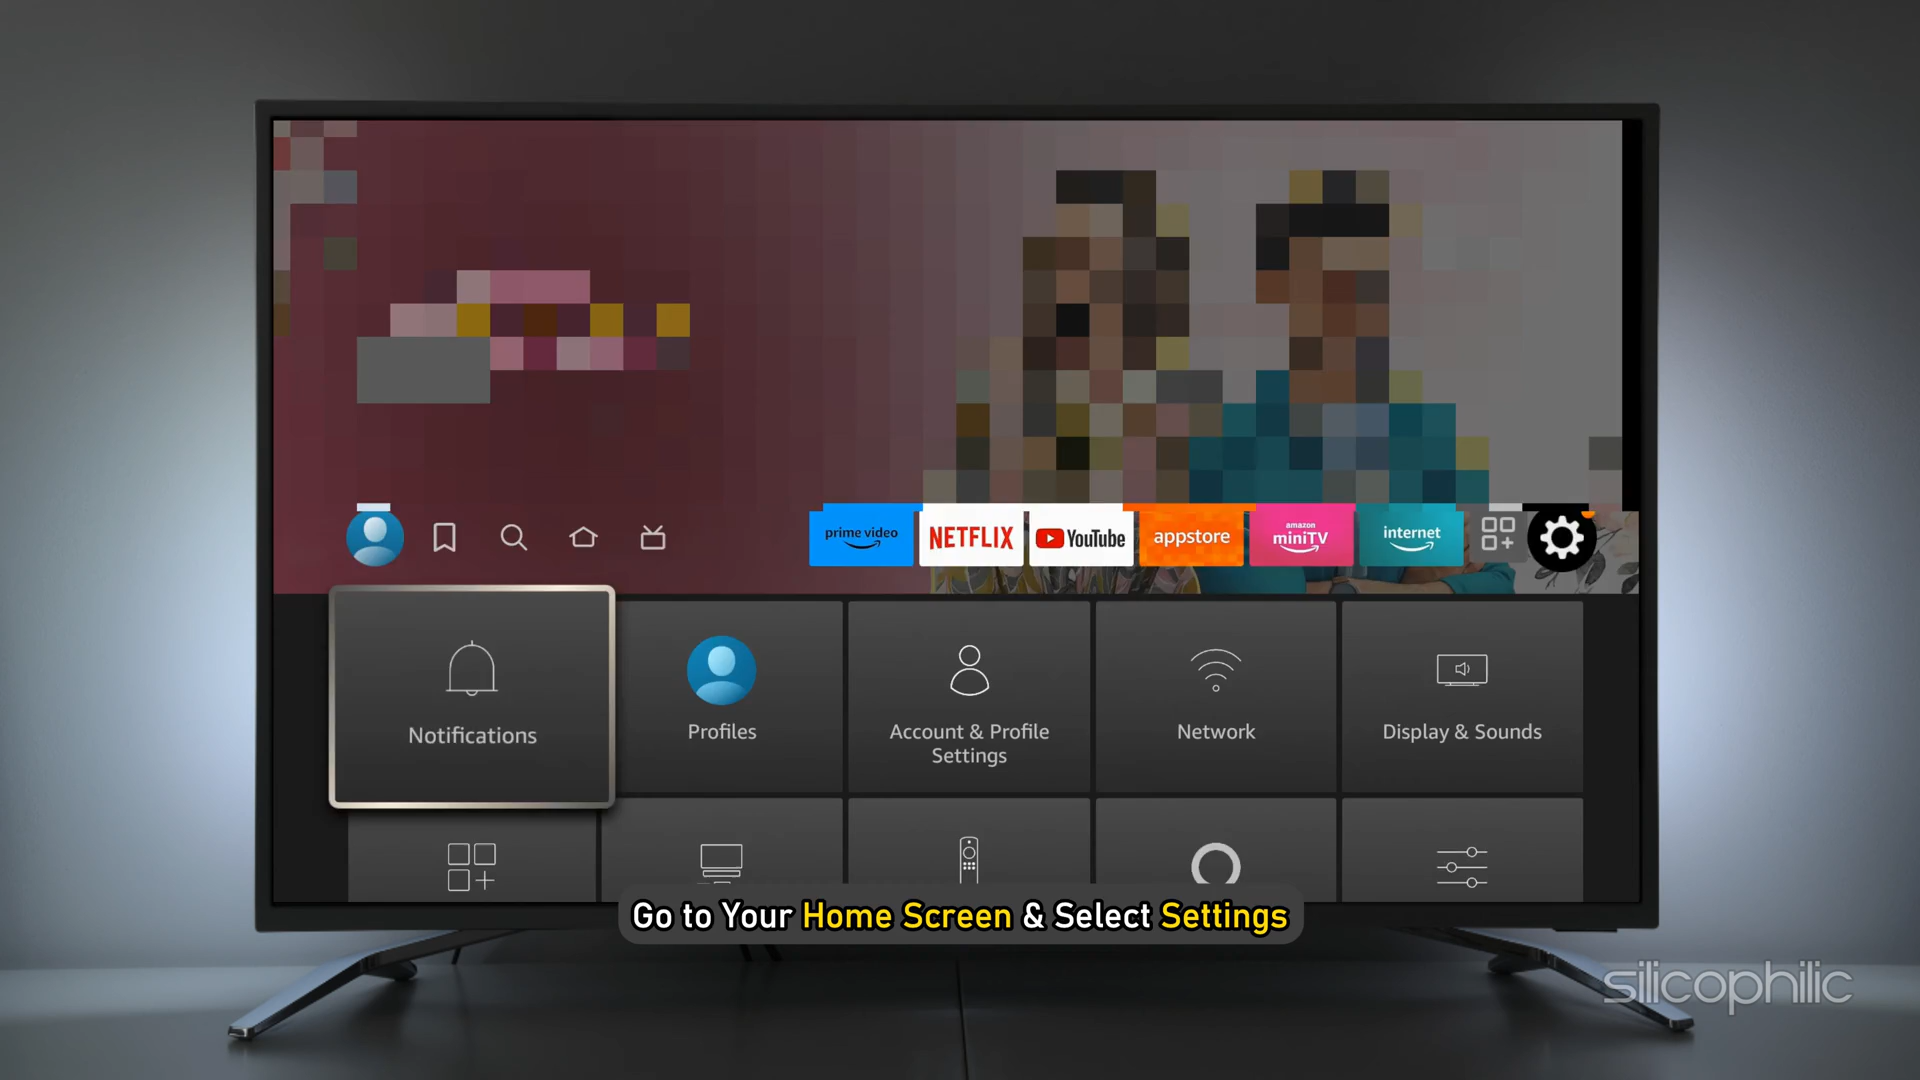 prime video
NETFLIX
YouTube
appstore
amazon
miniTV
internet
Notifications
Profiles
Account & Profile
Settings
Network
Display & Sounds
Go to Your Home Screen & Select Settings
silicophilic